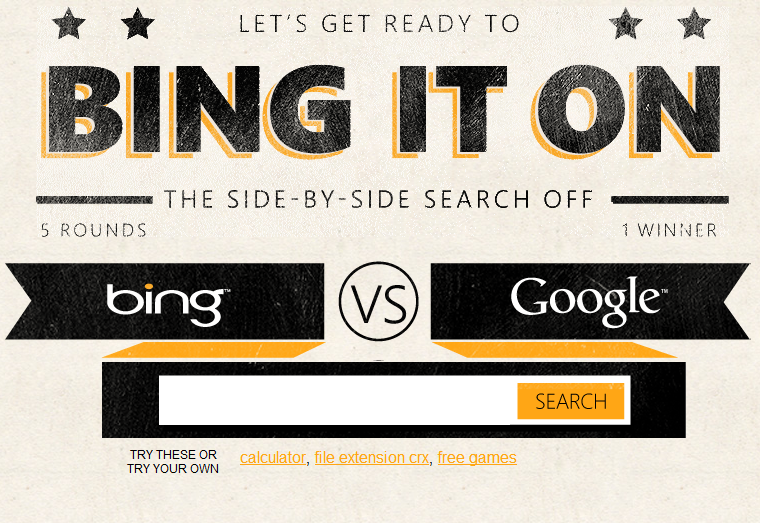 LET'S GET READY TO
BING IT ON
THE SIDE-BY-SIDE SEARCH OFF
5 ROUNDS
1 WINNER
bing™ VS Google™
SEARCH
TRY THESE OR
TRY YOUR OWN
calculator, file extension crx, free games